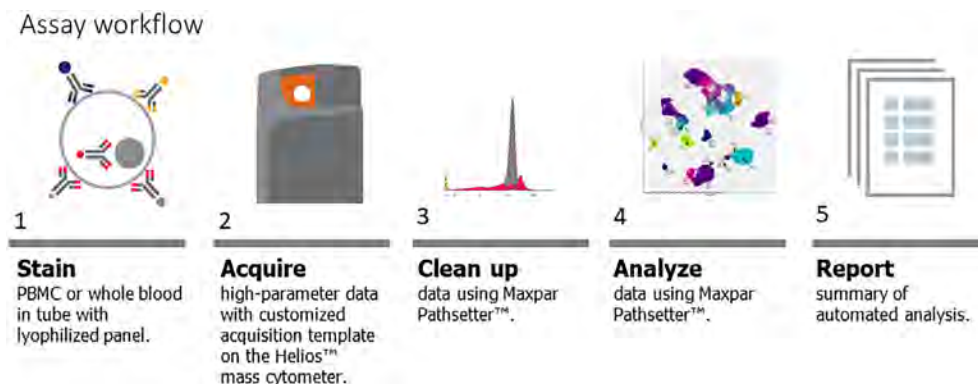 Assay workflow
1
2
3
4
5
Stain
PBMC or whole blood
in tube with
lyophilized panel.
Acquire
high-parameter data
with customized
acquisition template
on the Helios™
mass cytometer.
Clean up
data using Maxpar
Pathsetter™.
Analyze
data using Maxpar
Pathsetter™.
Report
summary of
automated analysis.